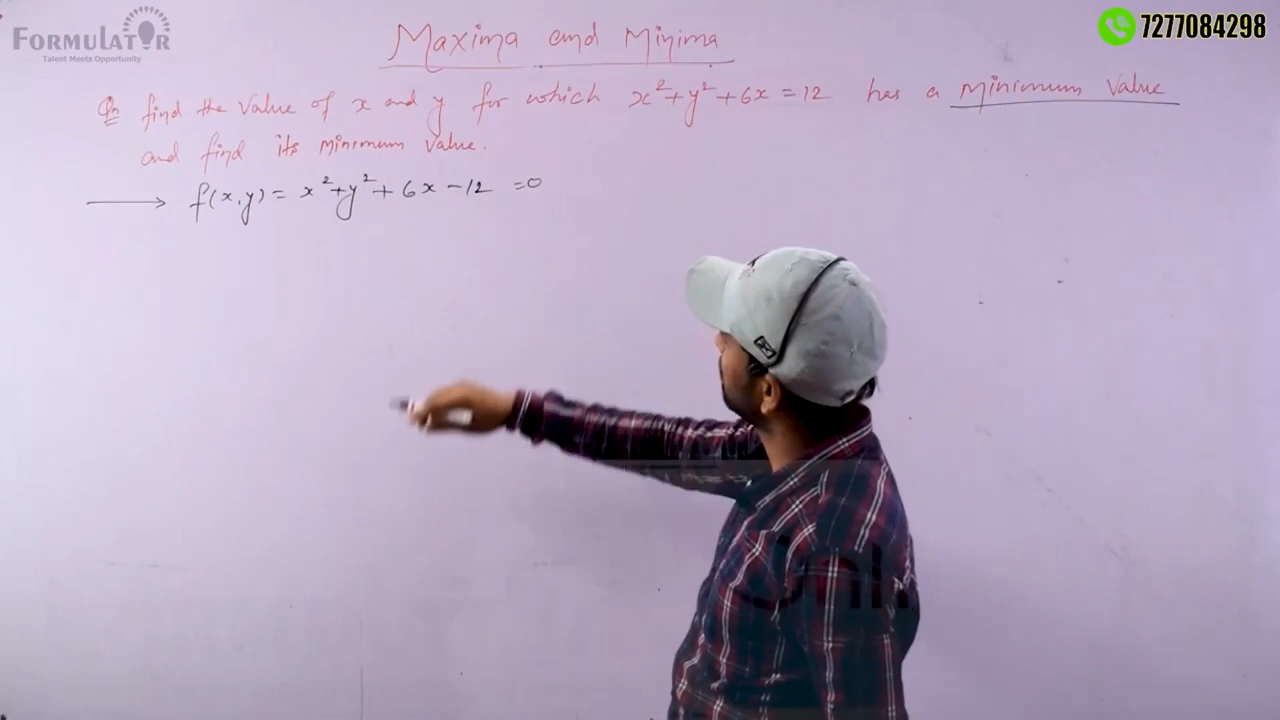 FORMULATOR
Talent Meets Opportunity
7277084298
Maxima and Minima
Qn find the value of x and y for which x²+y²+6x=12 has a minimum value
and find its minimum value.
→ f(x,y)= x²+y²+6x-12 =0